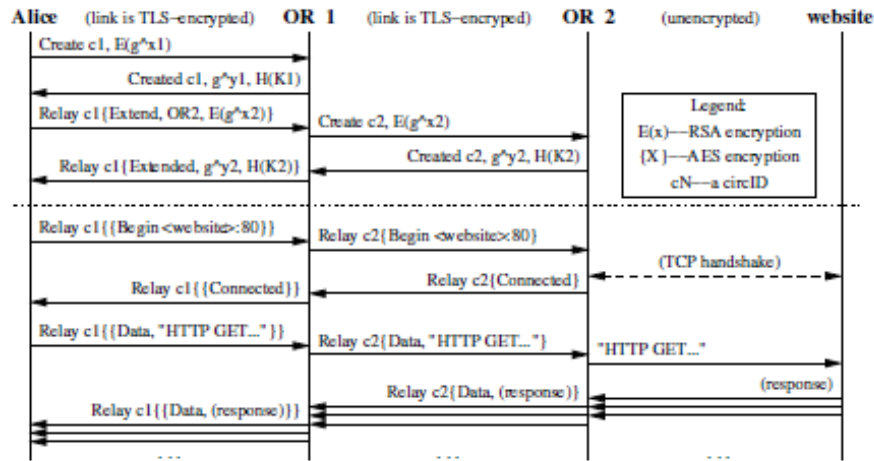 Alice (link is TLS-encrypted) OR 1 (link is TLS-encryped) OR 2 (unencrypted) website
Create c1, E(g^x1)
Created c1, g^y1, H(K1)
Relay c1{Extend, OR2, E(g^x2)}
Create c2, E(g^x2)
Created c2, g^y2, H(K2)
Relay c1{Extended, g^y2, H(K2)}
Legend:
E(x)—RSA encryption
{X}—AES encryption
cN—a circID
Relay c1{{Begin <website>:80}}
Relay c2{Begin <website>:80}
(TCP handshake)
Relay c2{Connected}
Relay c1{{Connected}}
Relay c1{{Data, "HTTP GET..."}}
Relay c2{Data, "HTTP GET..."}
"HTTP GET..."
(response)
Relay c2{Data, (response)}
Relay c1{{Data, (response)}}
... ... ...